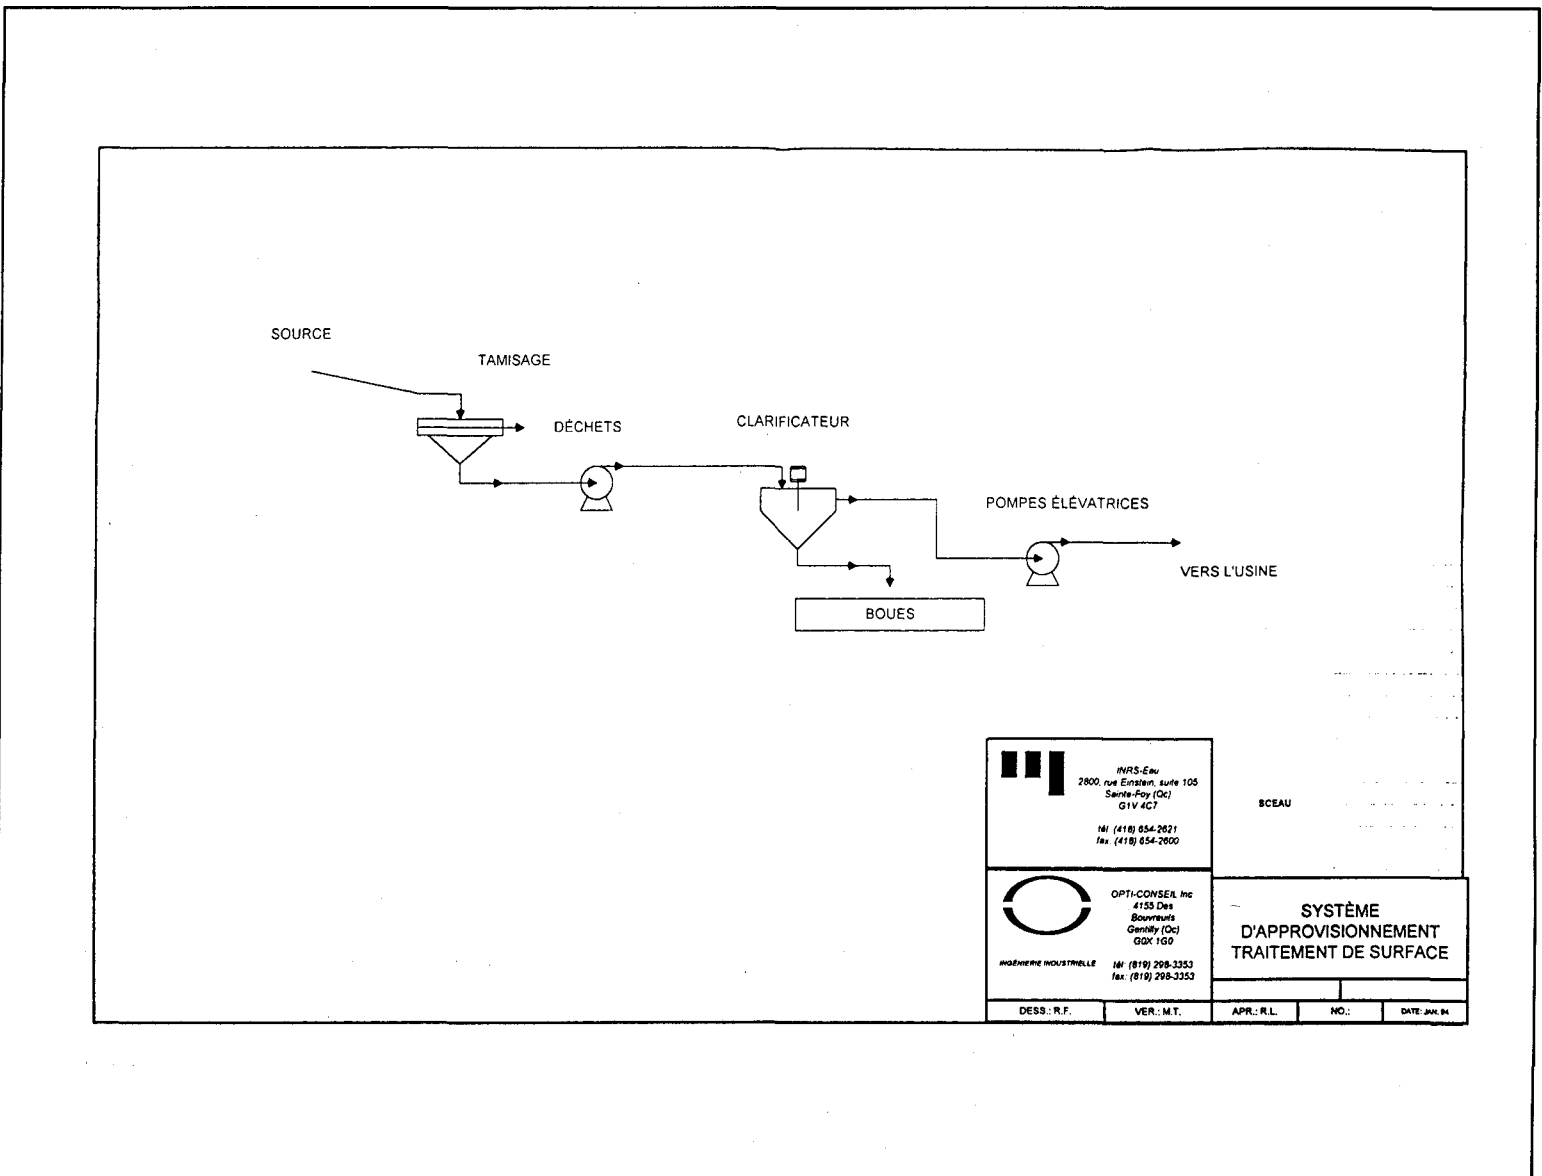 SOURCE
TAMISAGE
DÉCHETS
CLARIFICATEUR
POMPES ÉLÉVATRICES
VERS L'USINE
BOUES
INRS-Eau
2800, rue Einstein, suite 105
Sainte-Foy (Qc)
G1V 4C7
tél (418) 654-2621
fax: (418) 654-2600
SCEAU
OPTI-CONSEIL Inc
4155 Des
Bouvreuils
Gentilly (Qc)
G0X 1G0
INGÉNIERIE INDUSTRIELLE
tél: (819) 298-3353
fax: (819) 298-3353
SYSTÈME
D'APPROVISIONNEMENT
TRAITEMENT DE SURFACE
DESS.: R.F.
VER.: M.T.
APR.: R.L.
NO.:
DATE: JAN. 94